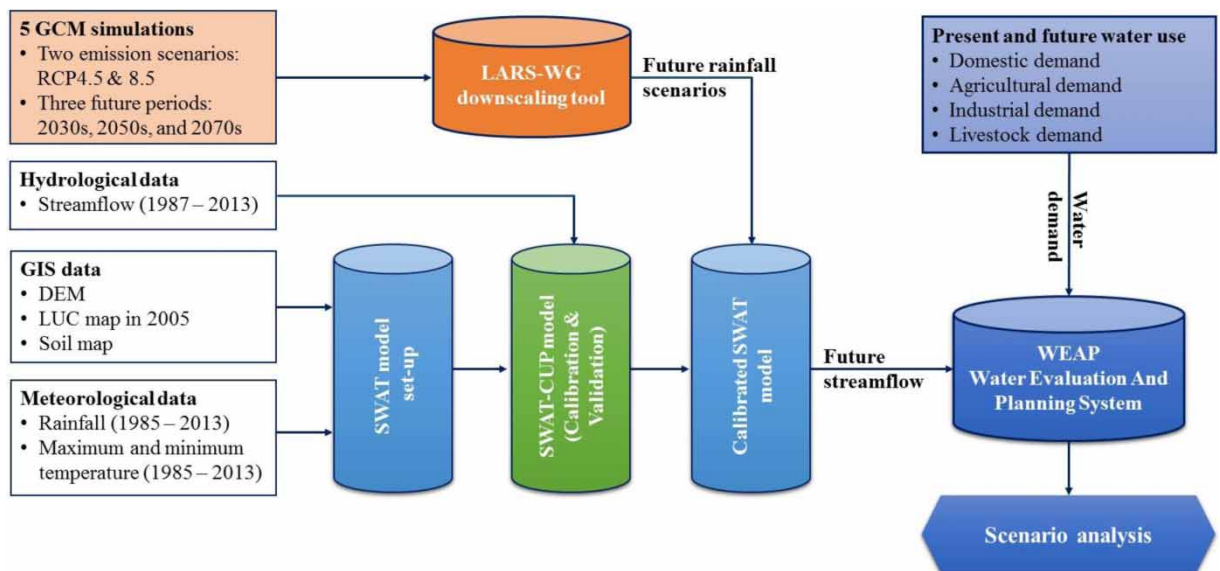 5 GCM simulations
• Two emission scenarios:
RCP4.5 & 8.5
• Three future periods:
2030s, 2050s, and 2070s
LARS-WG
downscaling tool
Future rainfall
scenarios
Present and future water use
• Domestic demand
• Agricultural demand
• Industrial demand
• Livestock demand
Hydrological data
• Streamflow (1987 – 2013)
GIS data
• DEM
• LUC map in 2005
• Soil map
Meteorological data
• Rainfall (1985 – 2013)
• Maximum and minimum
temperature (1985 – 2013)
SWAT model
set-up
SWAT-CUP model
(Calibration &
Validation)
Calibrated SWAT
model
Future
streamflow
Water
demand
WEAP
Water Evaluation And
Planning System
Scenario analysis